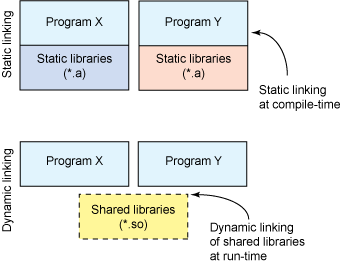 Static linking
Program X
Program Y
Static libraries
(*.a)
Static libraries
(*.a)
Static linking
at compile-time
Dynamic linking
Program X
Program Y
Shared libraries
(*.so)
Dynamic linking
of shared libraries
at run-time